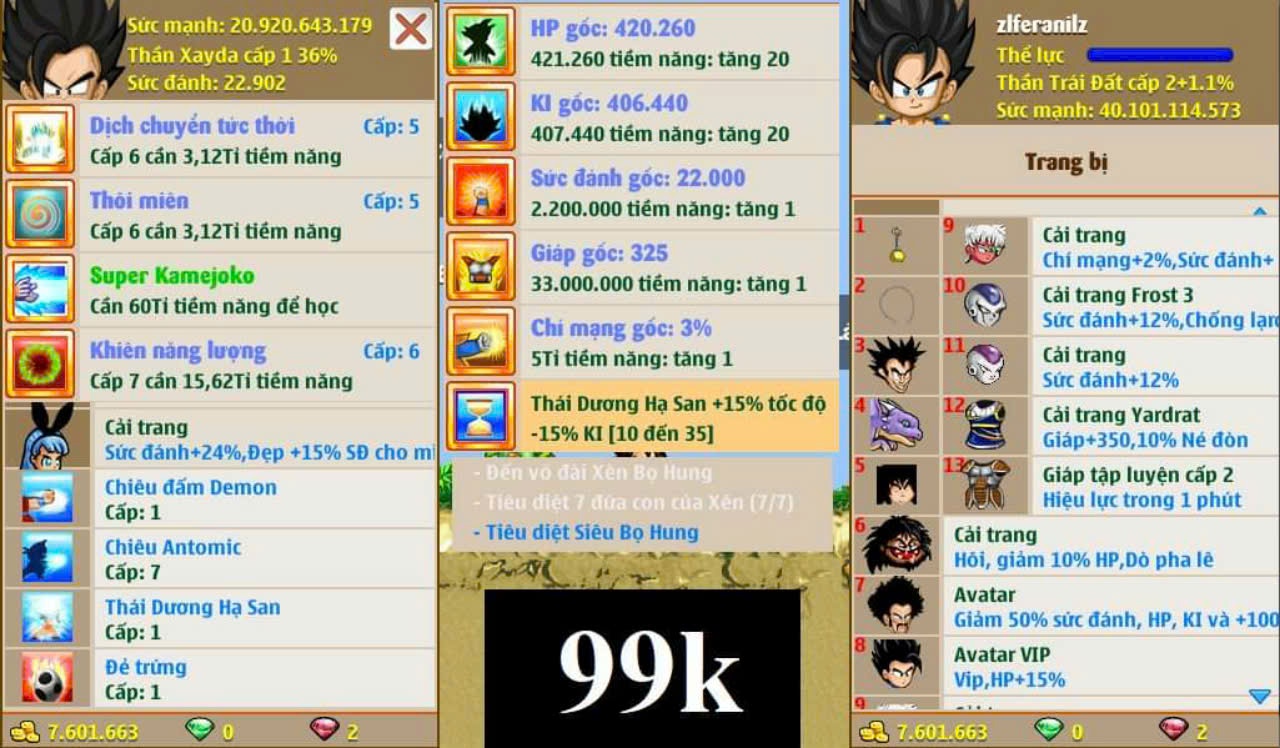 Sức mạnh: 20.920.643.179
Thần Xayda cấp 1 36%
Sức đánh: 22.902
Dịch chuyển tức thời Cấp: 5
Cấp 6 cần 3,12Tỉ tiềm năng
Thôi miên Cấp: 5
Cấp 6 cần 3,12Tỉ tiềm năng
Super Kamejoko
Cần 60Tỉ tiềm năng để học
Khiên năng lượng Cấp: 6
Cấp 7 cần 15,62Tỉ tiềm năng
Cải trang
Sức đánh+24%,Đẹp +15% SĐ cho mì
Chiêu đấm Demon
Cấp: 1
Chiêu Antomic
Cấp: 7
Thái Dương Hạ San
Cấp: 1
Đẻ trứng
Cấp: 1
7.601.663 0 2
HP gốc: 420.260
421.260 tiềm năng: tăng 20
KI gốc: 406.440
407.440 tiềm năng: tăng 20
Sức đánh gốc: 22.000
2.200.000 tiềm năng: tăng 1
Giáp gốc: 325
33.000.000 tiềm năng: tăng 1
Chí mạng gốc: 3%
5Tỉ tiềm năng: tăng 1
Thái Dương Hạ San +15% tốc độ
-15% KI [10 đến 35]
- Đến võ đài Xên Bọ Hung
- Tiêu diệt 7 đứa con của Xên (7/7)
- Tiêu diệt Siêu Bọ Hung
99k
zlferanilz
Thể lực
Thần Trái Đất cấp 2+1.1%
Sức mạnh: 40.101.114.573
Trang bị
1
9
Cải trang
Chí mạng+2%,Sức đánh+
2
10
Cải trang Frost 3
Sức đánh+12%,Chống lạn
3
11
Cải trang
Sức đánh+12%
4
12
Cải trang Yardrat
Giáp+350,10% Né đòn
5
13
Giáp tập luyện cấp 2
Hiệu lực trong 1 phút
6
Cải trang
Hôi, giảm 10% HP,Dò pha lê
7
Avatar
Giảm 50% sức đánh, HP, KI và +100
8
Avatar VIP
Vip,HP+15%
9
7.601.663 0 2